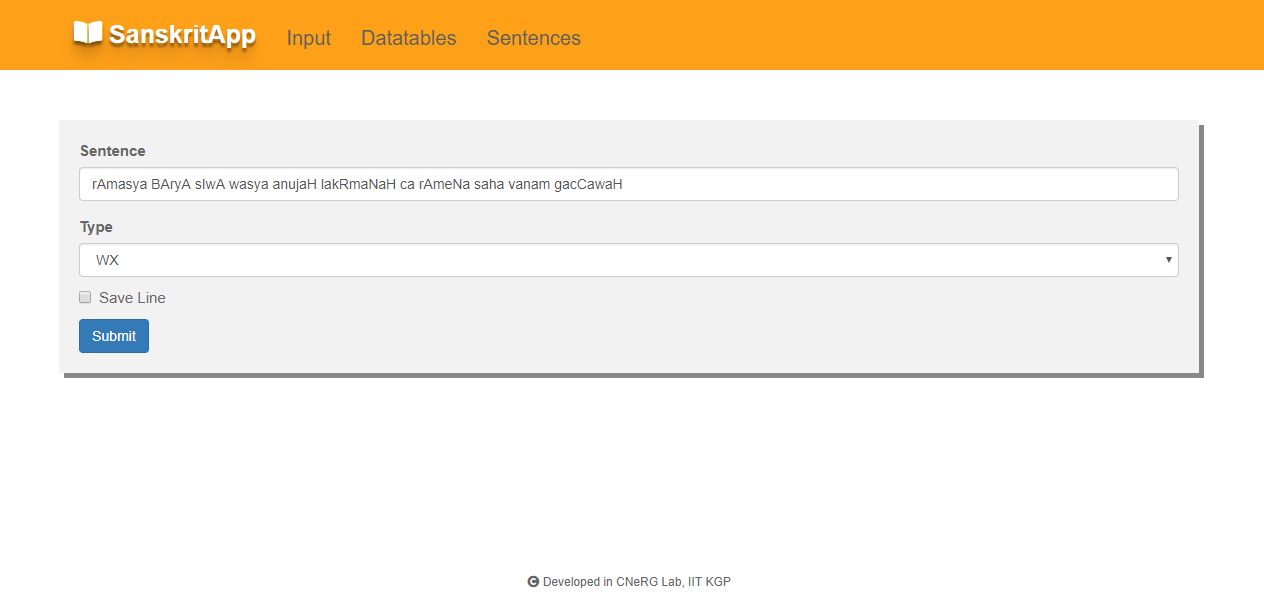 SanskritApp Input Datatables Sentences
Sentence
rAmasya BAryA sIwA wasya anujaH lakRmaNaH ca rAmeNa saha vanam gacCawaH
Type
WX
Save Line
Submit
Developed in CNeRG Lab, IIT KGP